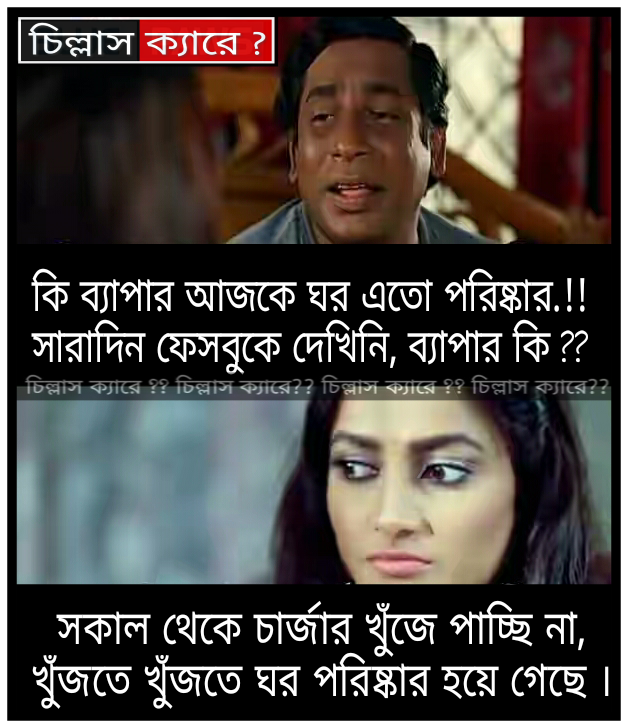 চিল্লাস ক্যারে ?
কি ব্যাপার আজকে ঘর এতো পরিষ্কার.!!
সারাদিন ফেসবুকে দেখিনি, ব্যাপার কি ??
চিল্লাস ক্যারে ?? চিল্লাস ক্যারে?? চিল্লাস ক্যারে ?? চিল্লাস ক্যারে??
সকাল থেকে চার্জার খুঁজে পাচ্ছি না,
খুঁজতে খুঁজতে ঘর পরিষ্কার হয়ে গেছে ।